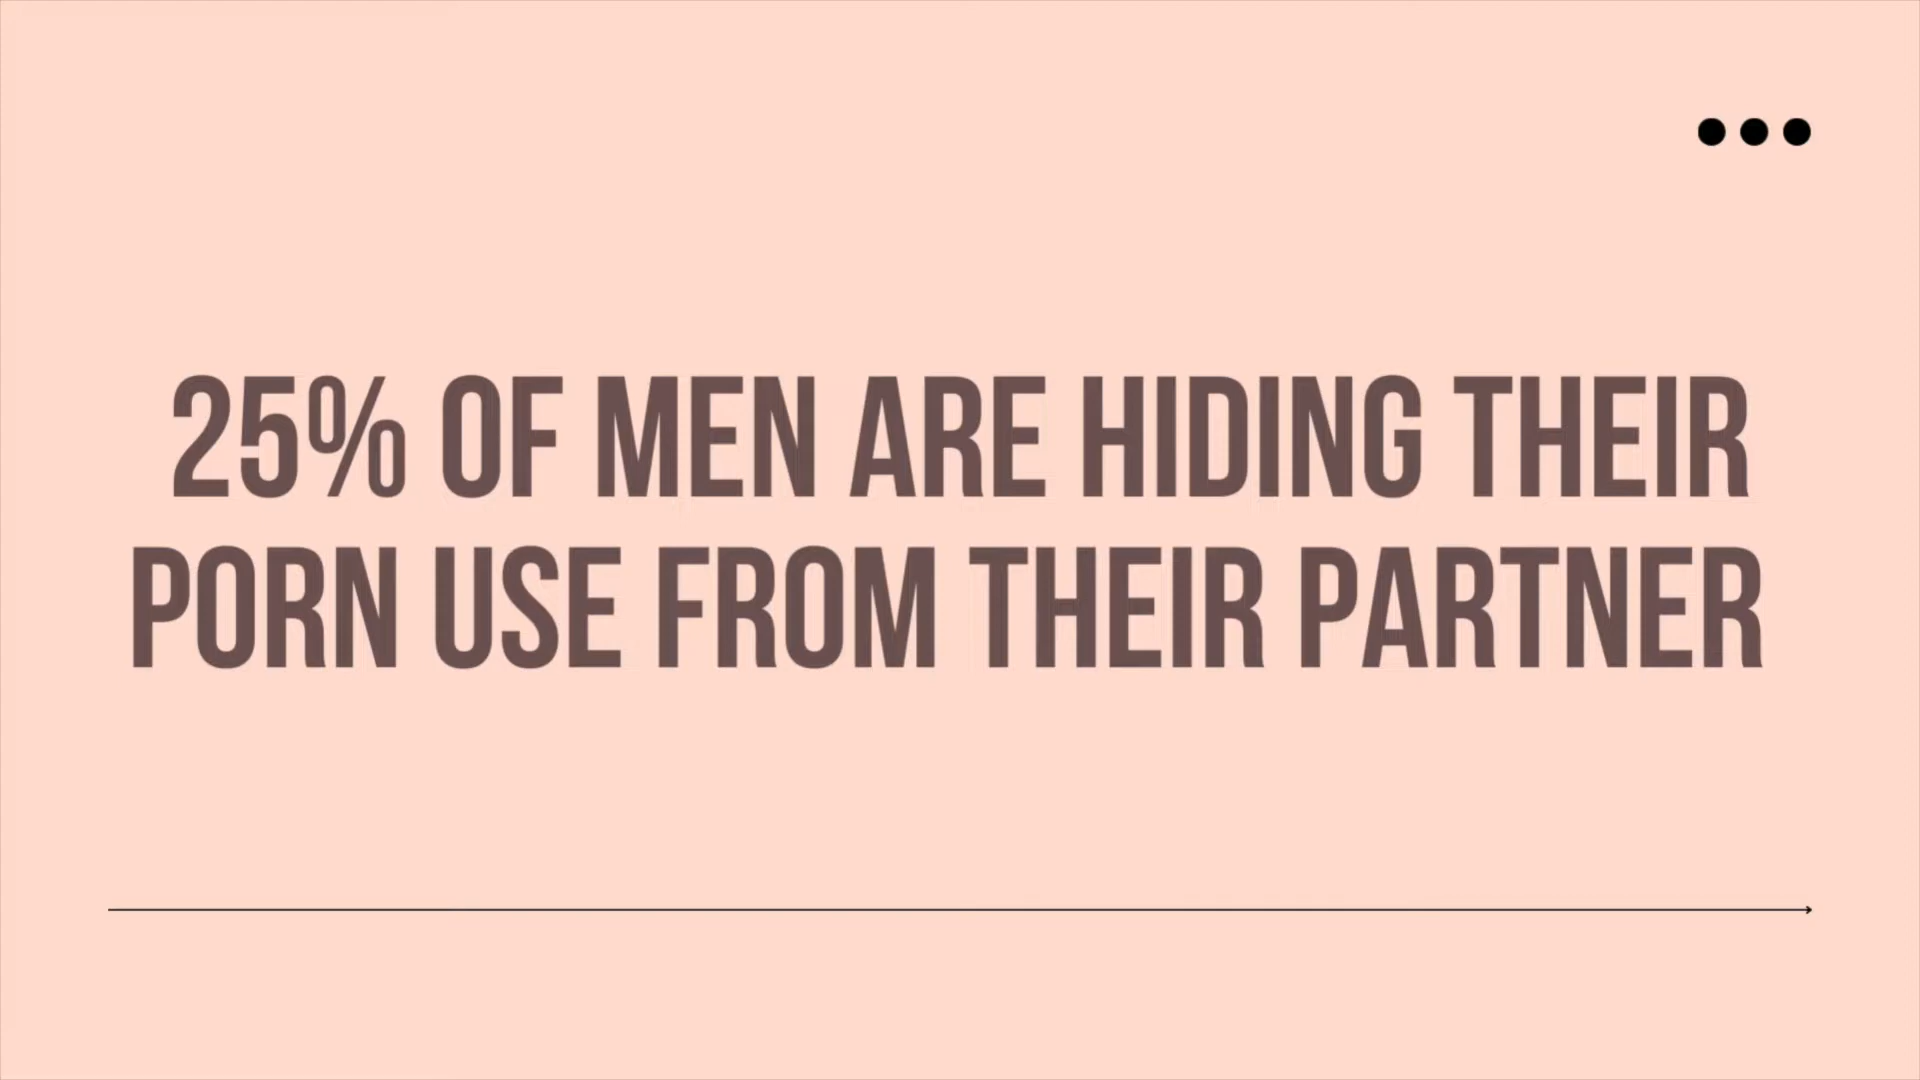 25% OF MEN ARE HIDING THEIR
PORN USE FROM THEIR PARTNER